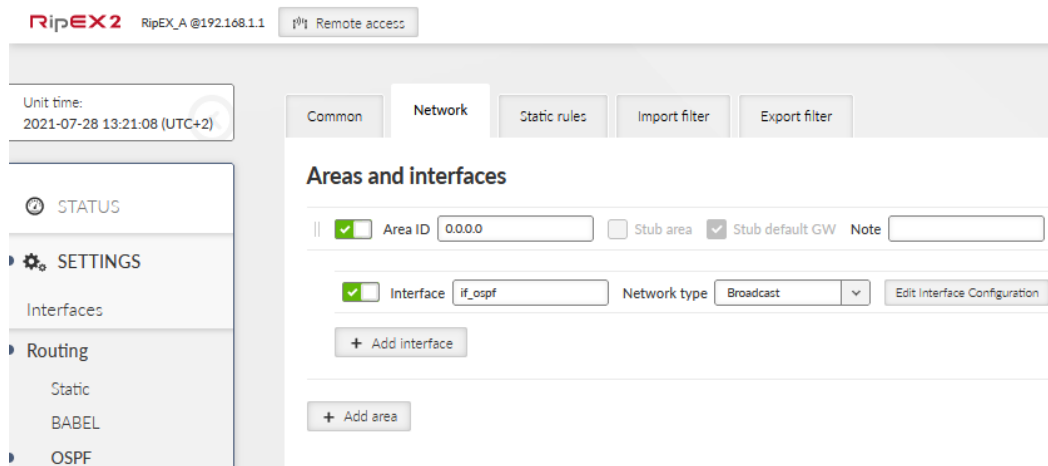 RipEX2 RipEX_A @192.168.1.1 Remote access
Unit time:
2021-07-28 13:21:08 (UTC+2)
STATUS
SETTINGS
Interfaces
Routing
Static
BABEL
OSPF
Common Network Static rules Import filter Export filter
Areas and interfaces
Area ID 0.0.0.0 Stub area Stub default GW Note
Interface if_ospf Network type Broadcast Edit Interface Configuration
+ Add interface
+ Add area